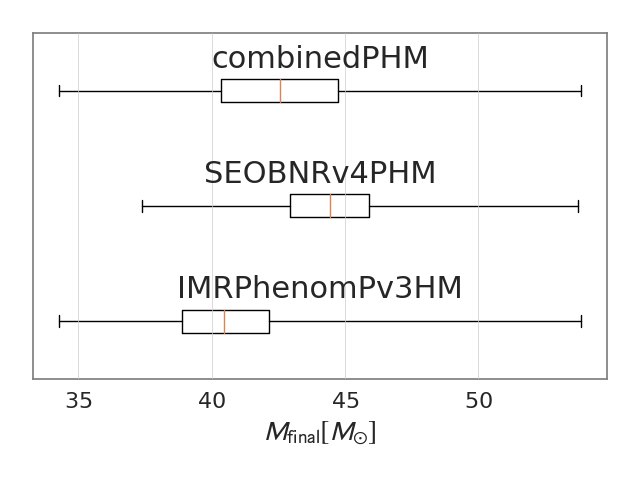 combinedPHM
SEOBNRv4PHM
IMRPhenomPv3HM
35 40 45 50
M_final[M_⊙]